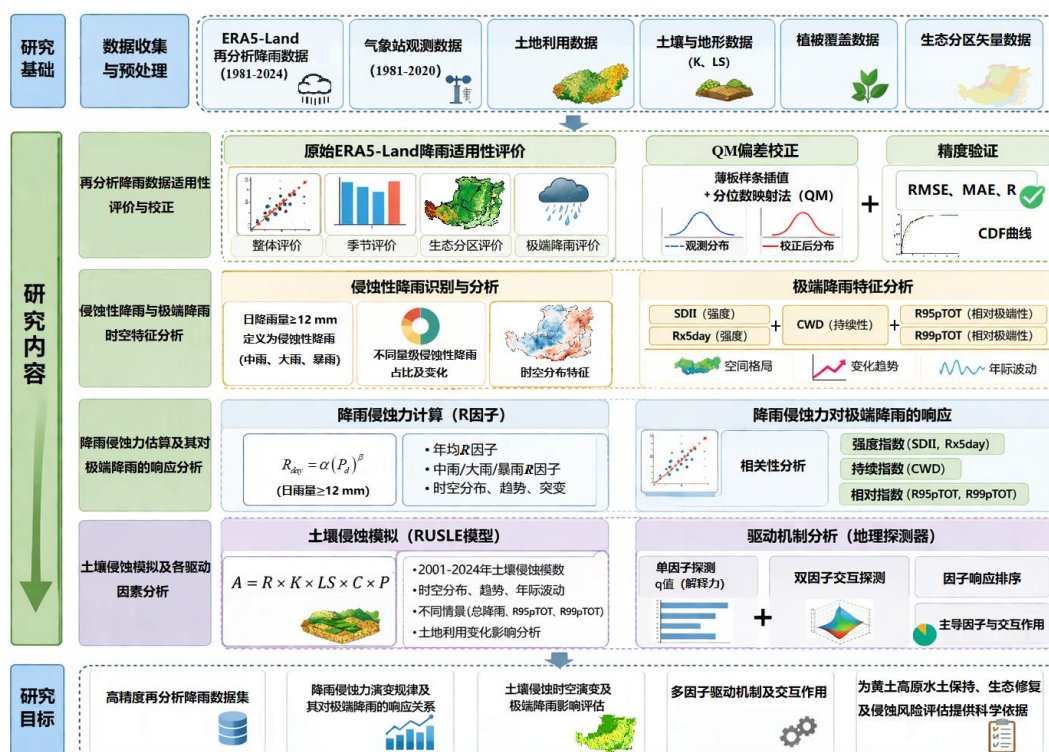 研究
基础
数据收集
与预处理
ERA5-Land
再分析降雨数据
(1981-2024)
气象站观测数据
(1981-2020)
土地利用数据
土壤与地形数据
(K、LS)
植被覆盖数据
生态分区矢量数据
研究内容
再分析降雨数据适用性
评价与校正
原始ERA5-Land降雨适用性评价
整体评价
季节评价
生态分区评价
极端降雨评价
QM偏差校正
薄板样条插值
+分位数映射法（QM）
观测分布
校正后分布
+
精度验证
RMSE、MAE、R
CDF曲线
侵蚀性降雨与极端降雨
时空特征分析
侵蚀性降雨识别与分析
日降雨量≥12 mm
定义为侵蚀性降雨
(中雨、大雨、暴雨)
不同量级侵蚀性降雨
占比及变化
时空分布特征
极端降雨特征分析
SDII（强度）
Rx5day（强度）
+
CWD（持续性）
+
R95pTOT（相对极端性）
R99pTOT（相对极端性）
空间格局
变化趋势
年际波动
降雨侵蚀力估算及其对
极端降雨的响应分析
降雨侵蚀力计算（R因子）
R_day = α(P_d)^β
(日雨量≥12 mm)
• 年均R因子
• 中雨/大雨/暴雨R因子
• 时空分布、趋势、突变
降雨侵蚀力对极端降雨的响应
相关性分析
强度指数(SDII, Rx5day)
持续指数(CWD)
相对指数(R95pTOT, R99pTOT)
土壤侵蚀模拟及各驱动
因素分析
土壤侵蚀模拟（RUSLE模型）
A = R × K × LS × C × P
• 2001-2024年土壤侵蚀模数
• 时空分布、趋势、年际波动
• 不同情景(总降雨、R95pTOT、R99pTOT)
• 土地利用变化影响分析
驱动机制分析（地理探测器）
单因子探测
q值（解释力）
+
双因子交互探测
因子响应排序
主导因子与交互作用
研究
目标
高精度再分析降雨数据集
降雨侵蚀力演变规律及
其对极端降雨的响应关系
土壤侵蚀时空演变及
极端降雨影响评估
多因子驱动机制及交互作用
为黄土高原水土保持、生态修复
及侵蚀风险评估提供科学依据